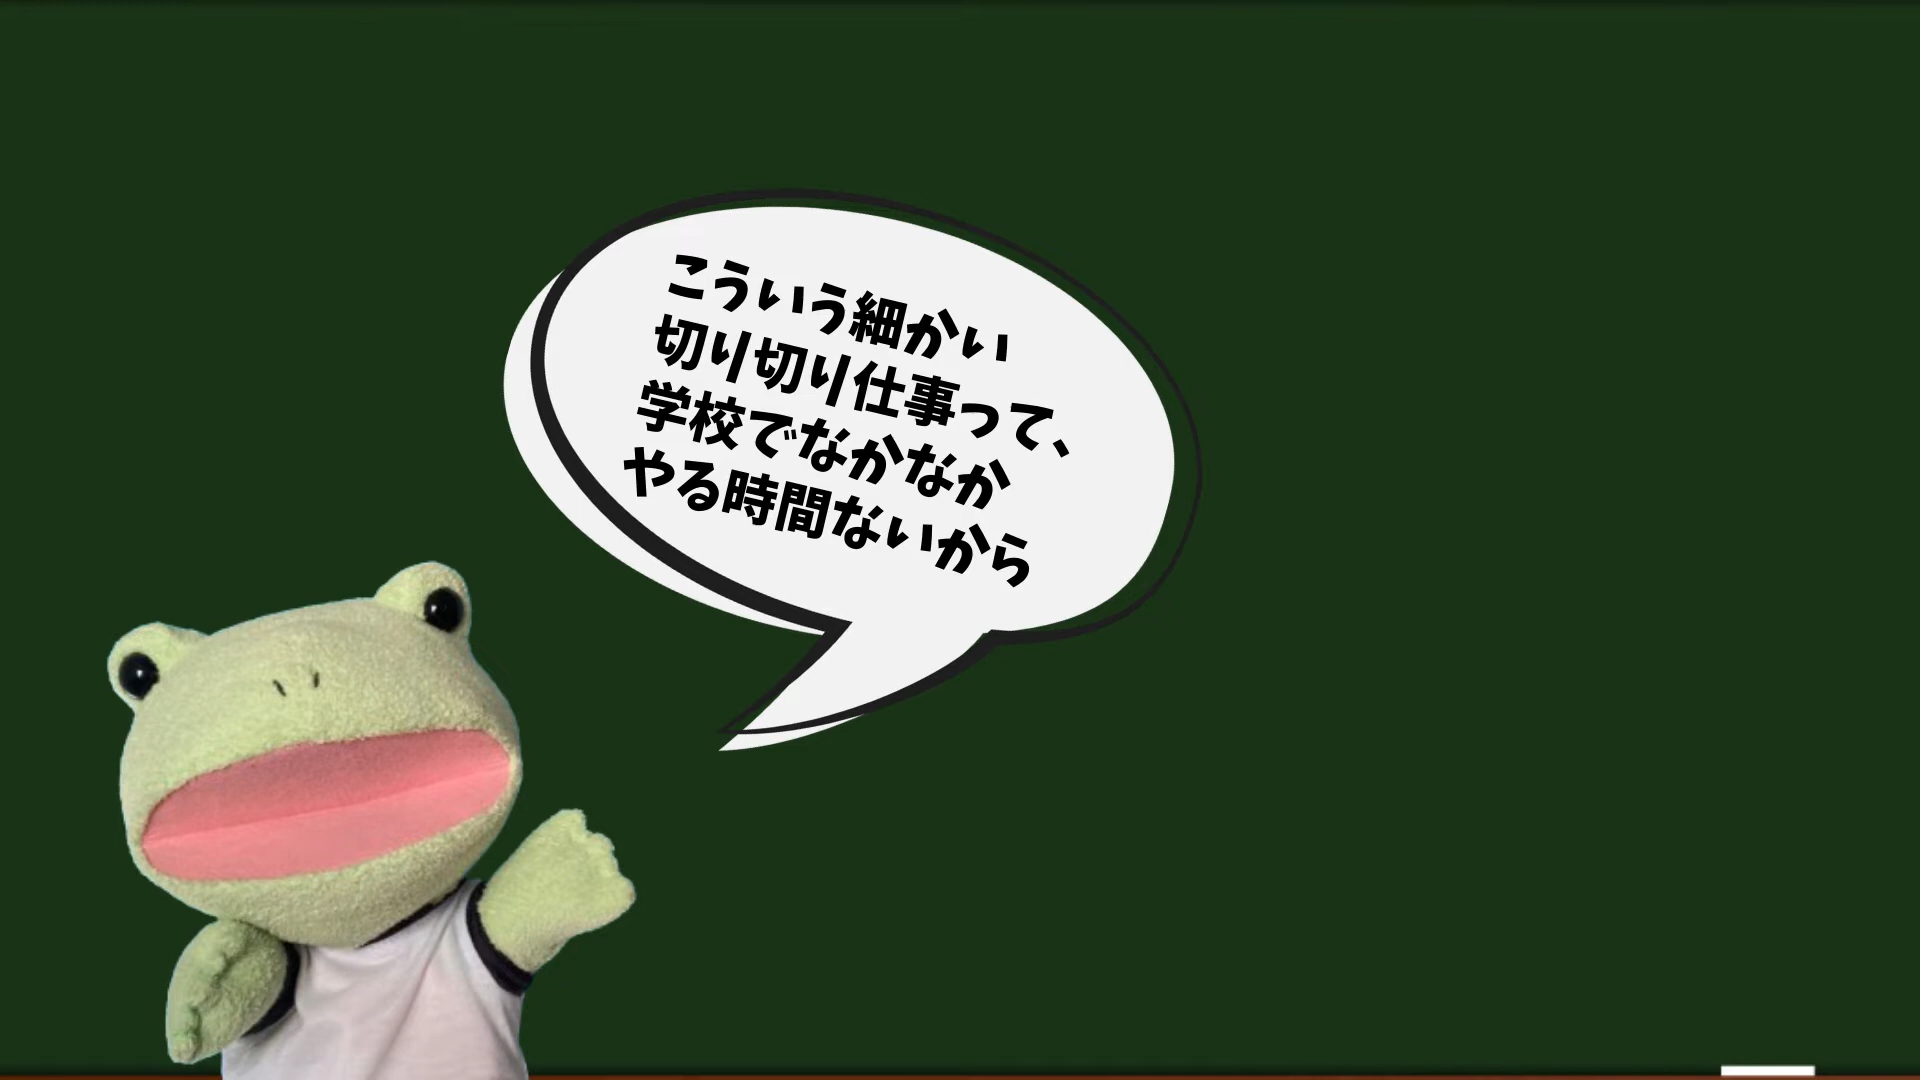 こういう細かい
切り切り仕事って、
学校でなかなか
やる時間ないから